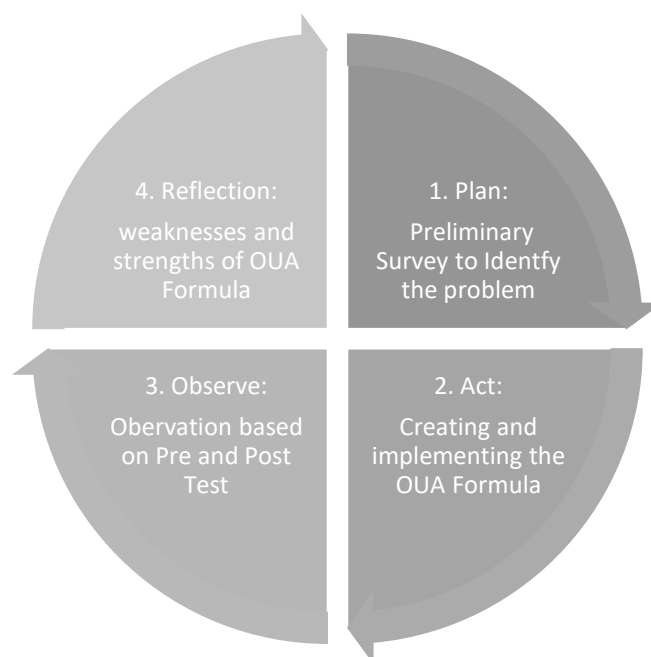 4. Reflection:
weaknesses and
strengths of OUA
Formula
1. Plan:
Preliminary
Survey to Identfy
the problem
3. Observe:
Obervation based
on Pre and Post
Test
2. Act:
Creating and
implementing the
OUA Formula